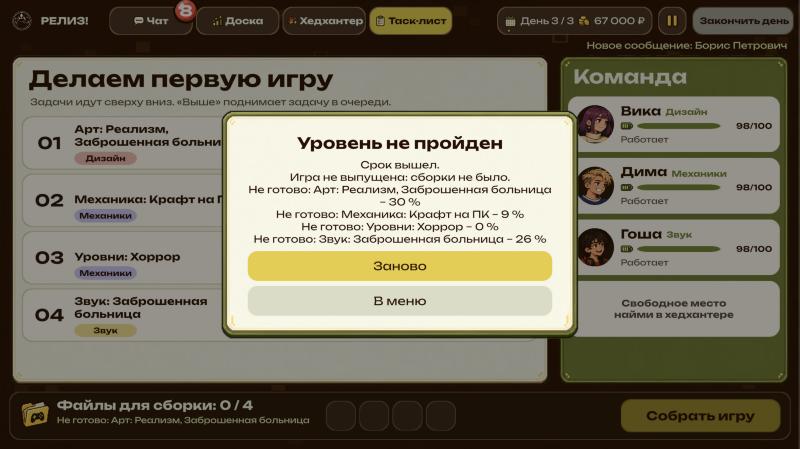 РЕЛИЗ!
Чат
8
Доска
Хедхантер
Таск-лист
День 3 / 3
67 000 ₽
Закончить день
Новое сообщение: Борис Петрович
Делаем первую игру
Задачи идут сверху вниз. «Выше» поднимает задачу в очереди.
01
Арт: Реализм,
Заброшенная больни
Дизайн
02
Механика: Крафт на П
Механики
03
Уровни: Хоррор
Механики
04
Звук: Заброшенная
больница
Звук
Уровень не пройден
Срок вышел.
Игра не выпущена: сборки не было.
Не готово: Арт: Реализм, Заброшенная больница
– 30 %
Не готово: Механика: Крафт на ПК – 9 %
Не готово: Уровни: Хоррор – 0 %
Не готово: Звук: Заброшенная больница – 26 %
Заново
В меню
Команда
Вика Дизайн
98/100
Работает
Дима Механики
98/100
Работает
Гоша Звук
99/100
Работает
Свободное место
найми в хедхантере
Файлы для сборки: 0 / 4
Не готово: Арт: Реализм, Заброшенная больница
Собрать игру